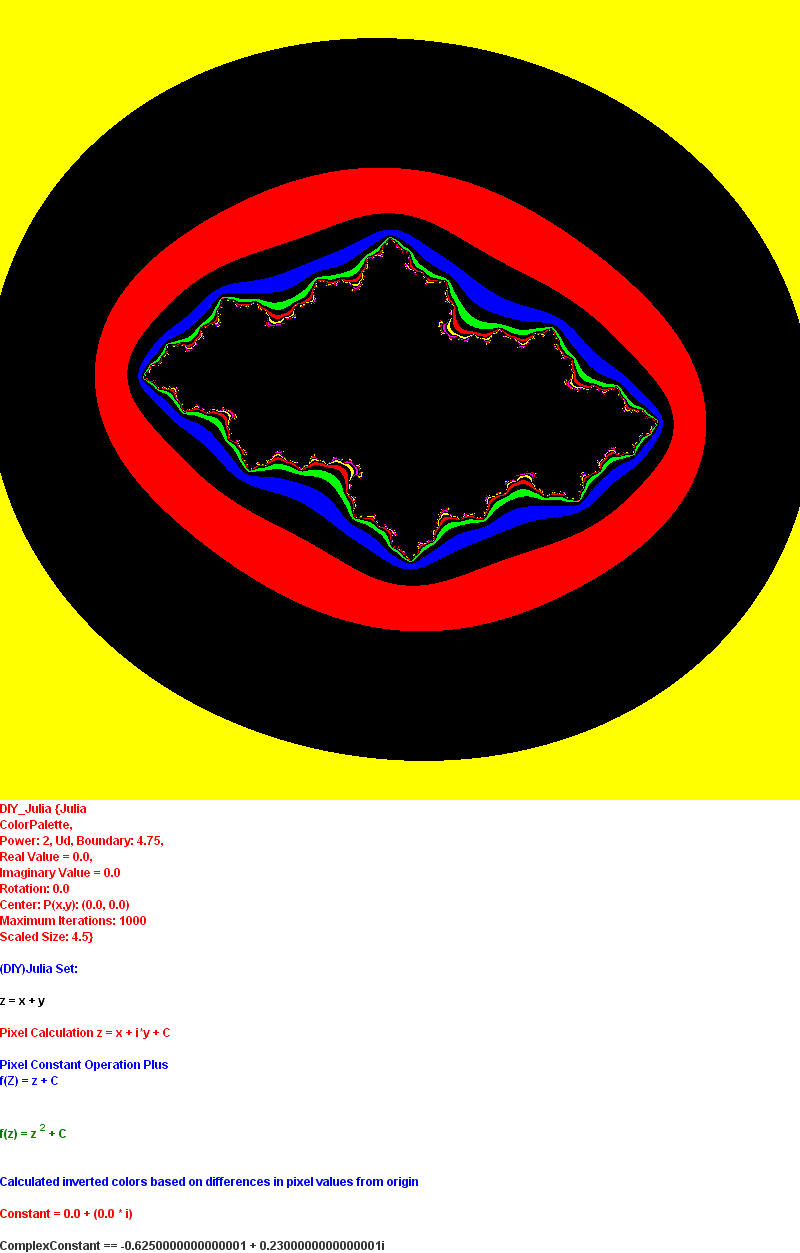 DIY_Julia {Julia
ColorPalette,
Power: 2, Ud, Boundary: 4.75,
Real Value = 0.0,
Imaginary Value = 0.0
Rotation: 0.0
Center: P(x,y): (0.0, 0.0)
Maximum Iterations: 1000
Scaled Size: 4.5}
(DIY)Julia Set:
z = x + y
Pixel Calculation z = x + i*y + C
Pixel Constant Operation Plus
f(Z) = z + C
f(z) = z ² + C
Calculated inverted colors based on differences in pixel values from origin
Constant = 0.0 + (0.0 * i)
ComplexConstant == -0.6250000000000001 + 0.2300000000000001i